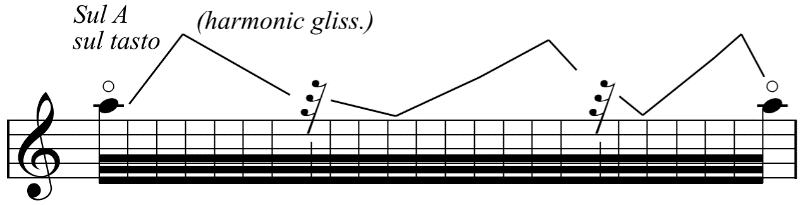 Sul A
sul tasto
(harmonic gliss.)